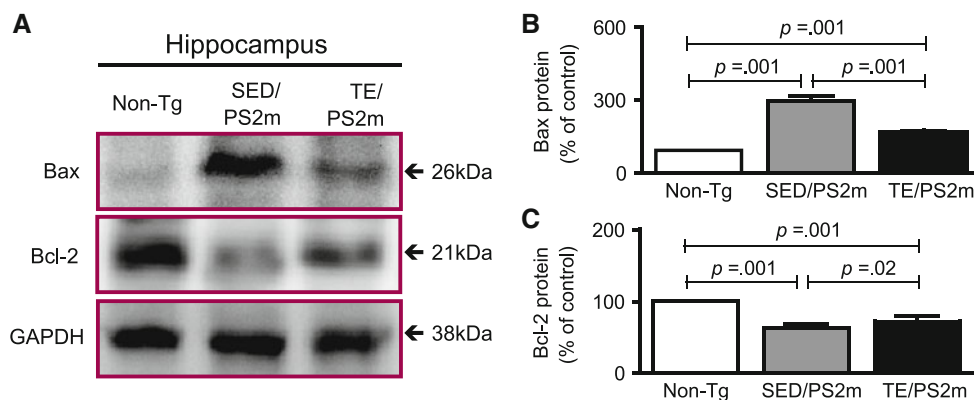 A
Hippocampus
Non-Tg
SED/
PS2m
TE/
PS2m
Bax
26kDa
Bcl-2
21kDa
GAPDH
38kDa
B
Bax protein
(% of control)
600
300
0
p =.001
p =.001
p =.001
Non-Tg
SED/PS2m
TE/PS2m
C
Bcl-2 protein
(% of control)
200
100
0
p =.001
p =.001
p =.02
Non-Tg
SED/PS2m
TE/PS2m